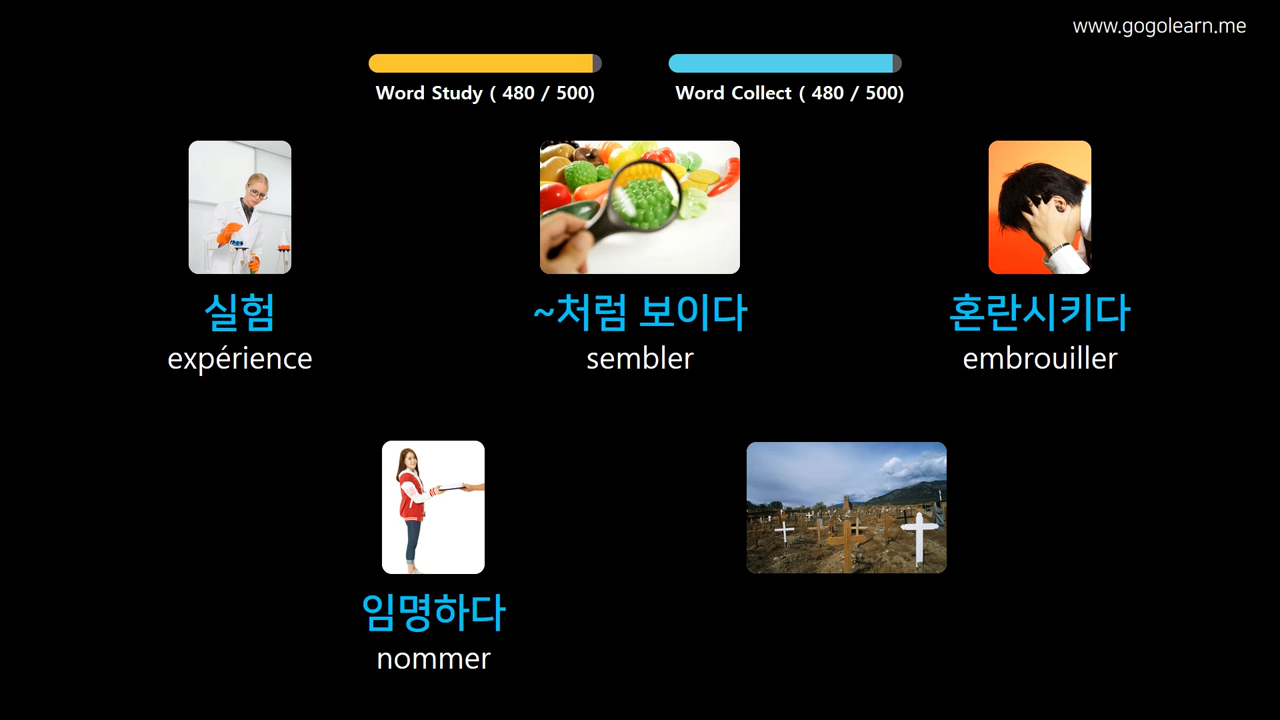 www.gogolearn.me
Word Study ( 480 / 500)
Word Collect ( 480 / 500)
실험
expérience
~처럼 보이다
sembler
혼란시키다
embrouiller
임명하다
nommer